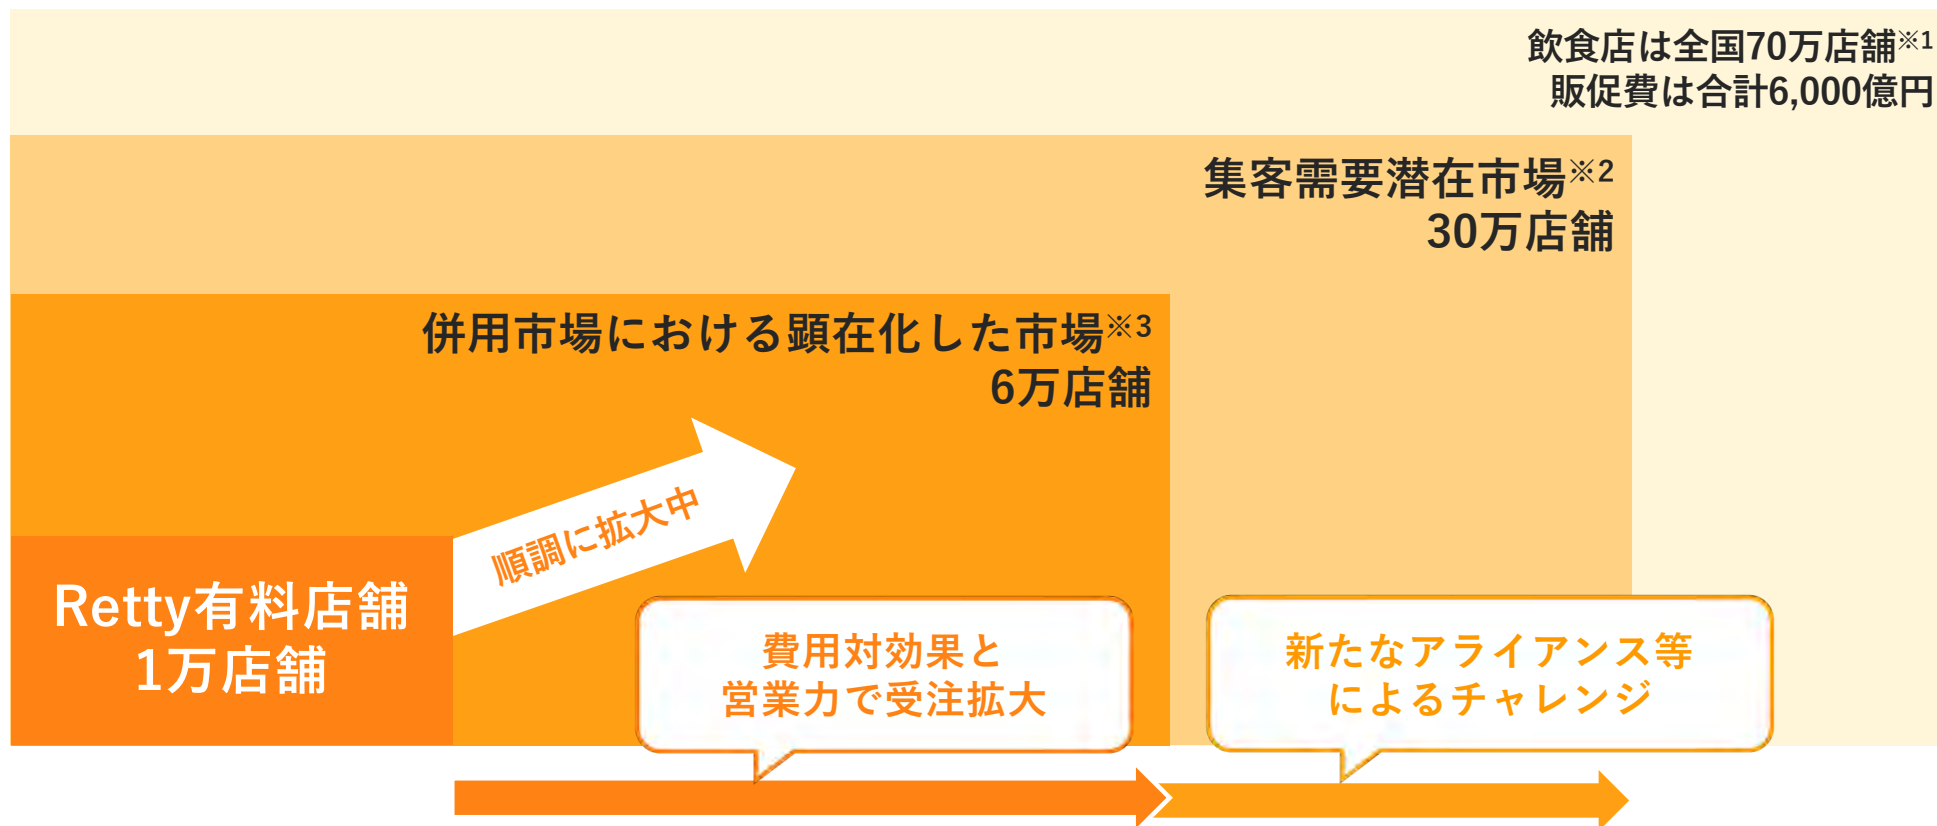 飲食店は全国70万店舗※1
販促費は合計6,000億円
集客需要潜在市場※2
30万店舗
併用市場における顕在化した市場※3
6万店舗
順調に拡大中
Retty有料店舗
1万店舗
費用対効果と
営業力で受注拡大
新たなアライアンス等
によるチャレンジ